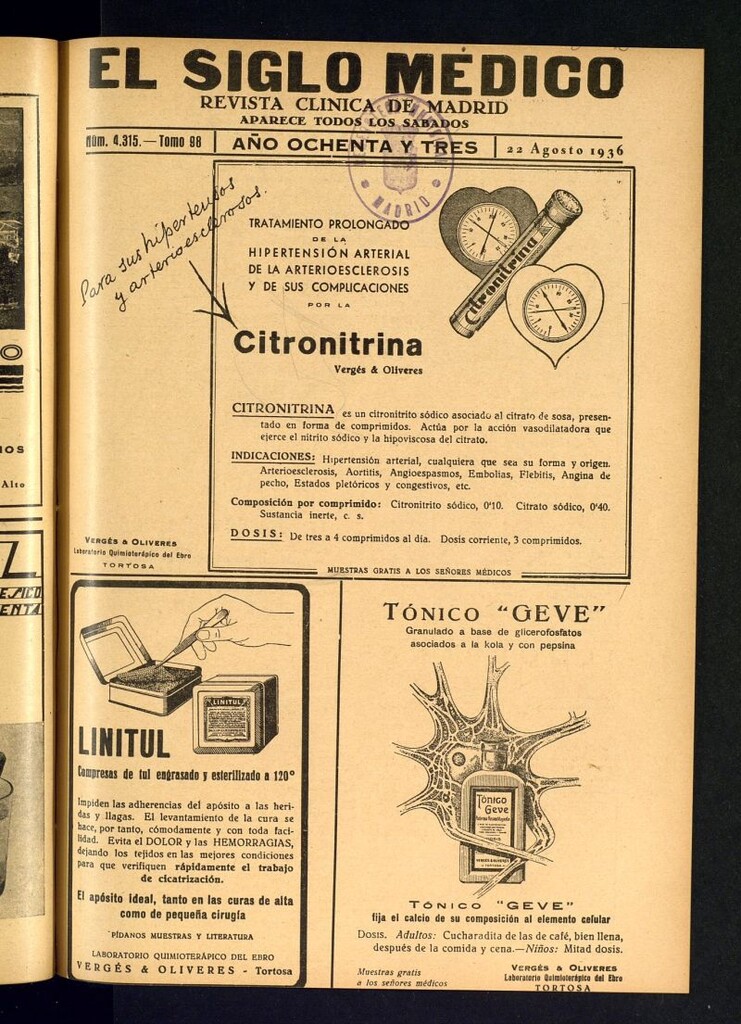 EL SIGLO MÉDICO
REVISTA CLINICA DE MADRID
APARECE TODOS LOS SABADOS
Núm. 4.315.—Tomo 98
AÑO OCHENTA Y TRES
22 Agosto 1936
MADRID
Para sus hipertensos
y arterioesclerosos.
TRATAMIENTO PROLONGADO
DE LA
HIPERTENSIÓN ARTERIAL
DE LA ARTERIOESCLEROSIS
Y DE SUS COMPLICACIONES
POR LA
Citronitrina
Citronitrina
Vergés & Oliveres
CITRONITRINA es un citronitrito sódico asociado al citrato de sosa, presen-
tado en forma de comprimidos. Actúa por la acción vasodilatadora que
ejerce el nitrito sódico y la hipoviscosa del citrato.
INDICACIONES: Hipertensión arterial, cualquiera que sea su forma y origen.
Arterioesclerosis, Aortitis, Angioespasmos, Embolias, Flebitis, Angina de
pecho, Estados pletóricos y congestivos, etc.
Composición por comprimido: Citronitrito sódico, 0'10. Citrato sódico, 0'40.
Sustancia inerte, c. s.
DOSIS: De tres a 4 comprimidos al día. Dosis corriente, 3 comprimidos.
VERGÉS & OLIVERES
Laboratorio Quimioterápico del Ebro
TORTOSA
MUESTRAS GRATIS A LOS SEÑORES MÉDICOS
LINITUL
LINITUL
Compresas de tul engrasado y esterilizado a 120°
Impiden las adherencias del apósito a las heri-
das y llagas. El levantamiento de la cura se
hace, por tanto, cómodamente y con toda faci-
lidad. Evita el DOLOR y las HEMORRAGIAS,
dejando los tejidos en las mejores condiciones
para que verifiquen rápidamente el trabajo
de cicatrización.
El apósito ideal, tanto en las curas de alta
como de pequeña cirugía
PÍDANOS MUESTRAS Y LITERATURA
LABORATORIO QUIMIOTERÁPICO DEL EBRO
VERGÉS & OLIVERES - Tortosa
TÓNICO "GEVE"
Granulado a base de glicerofosfatos
asociados a la kola y con pepsina
Tónico
Geve
TÓNICO "GEVE"
fija el calcio de su composición al elemento celular
DOSIS. Adultos: Cucharadita de las de café, bien llena,
después de la comida y cena.—Niños: Mitad dosis.
Muestras gratis
a los señores médicos
VERGÉS & OLIVERES
Laboratorio Quimioterápico del Ebro
TORTOSA
O
IOS
Alto
Z
ENTA